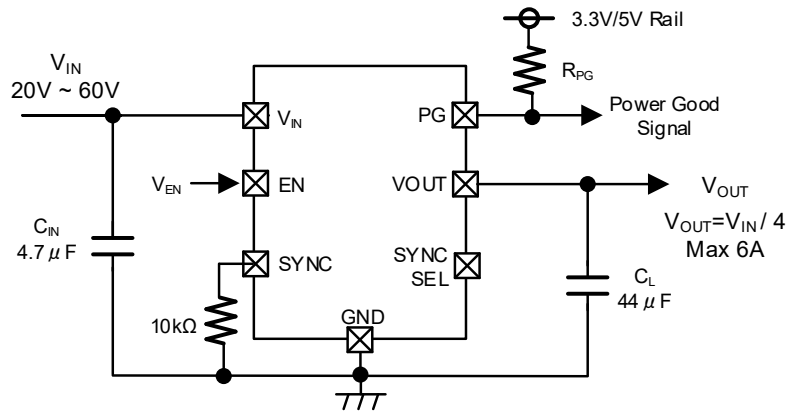 3.3V/5V Rail
V_IN
20V ~ 60V
R_PG
V_IN
PG
Power Good
Signal
V_EN
EN
VOUT
V_OUT
V_OUT=V_IN / 4
Max 6A
C_IN
4.7 μF
SYNC
SYNC
SEL
C_L
44 μF
10kΩ
GND